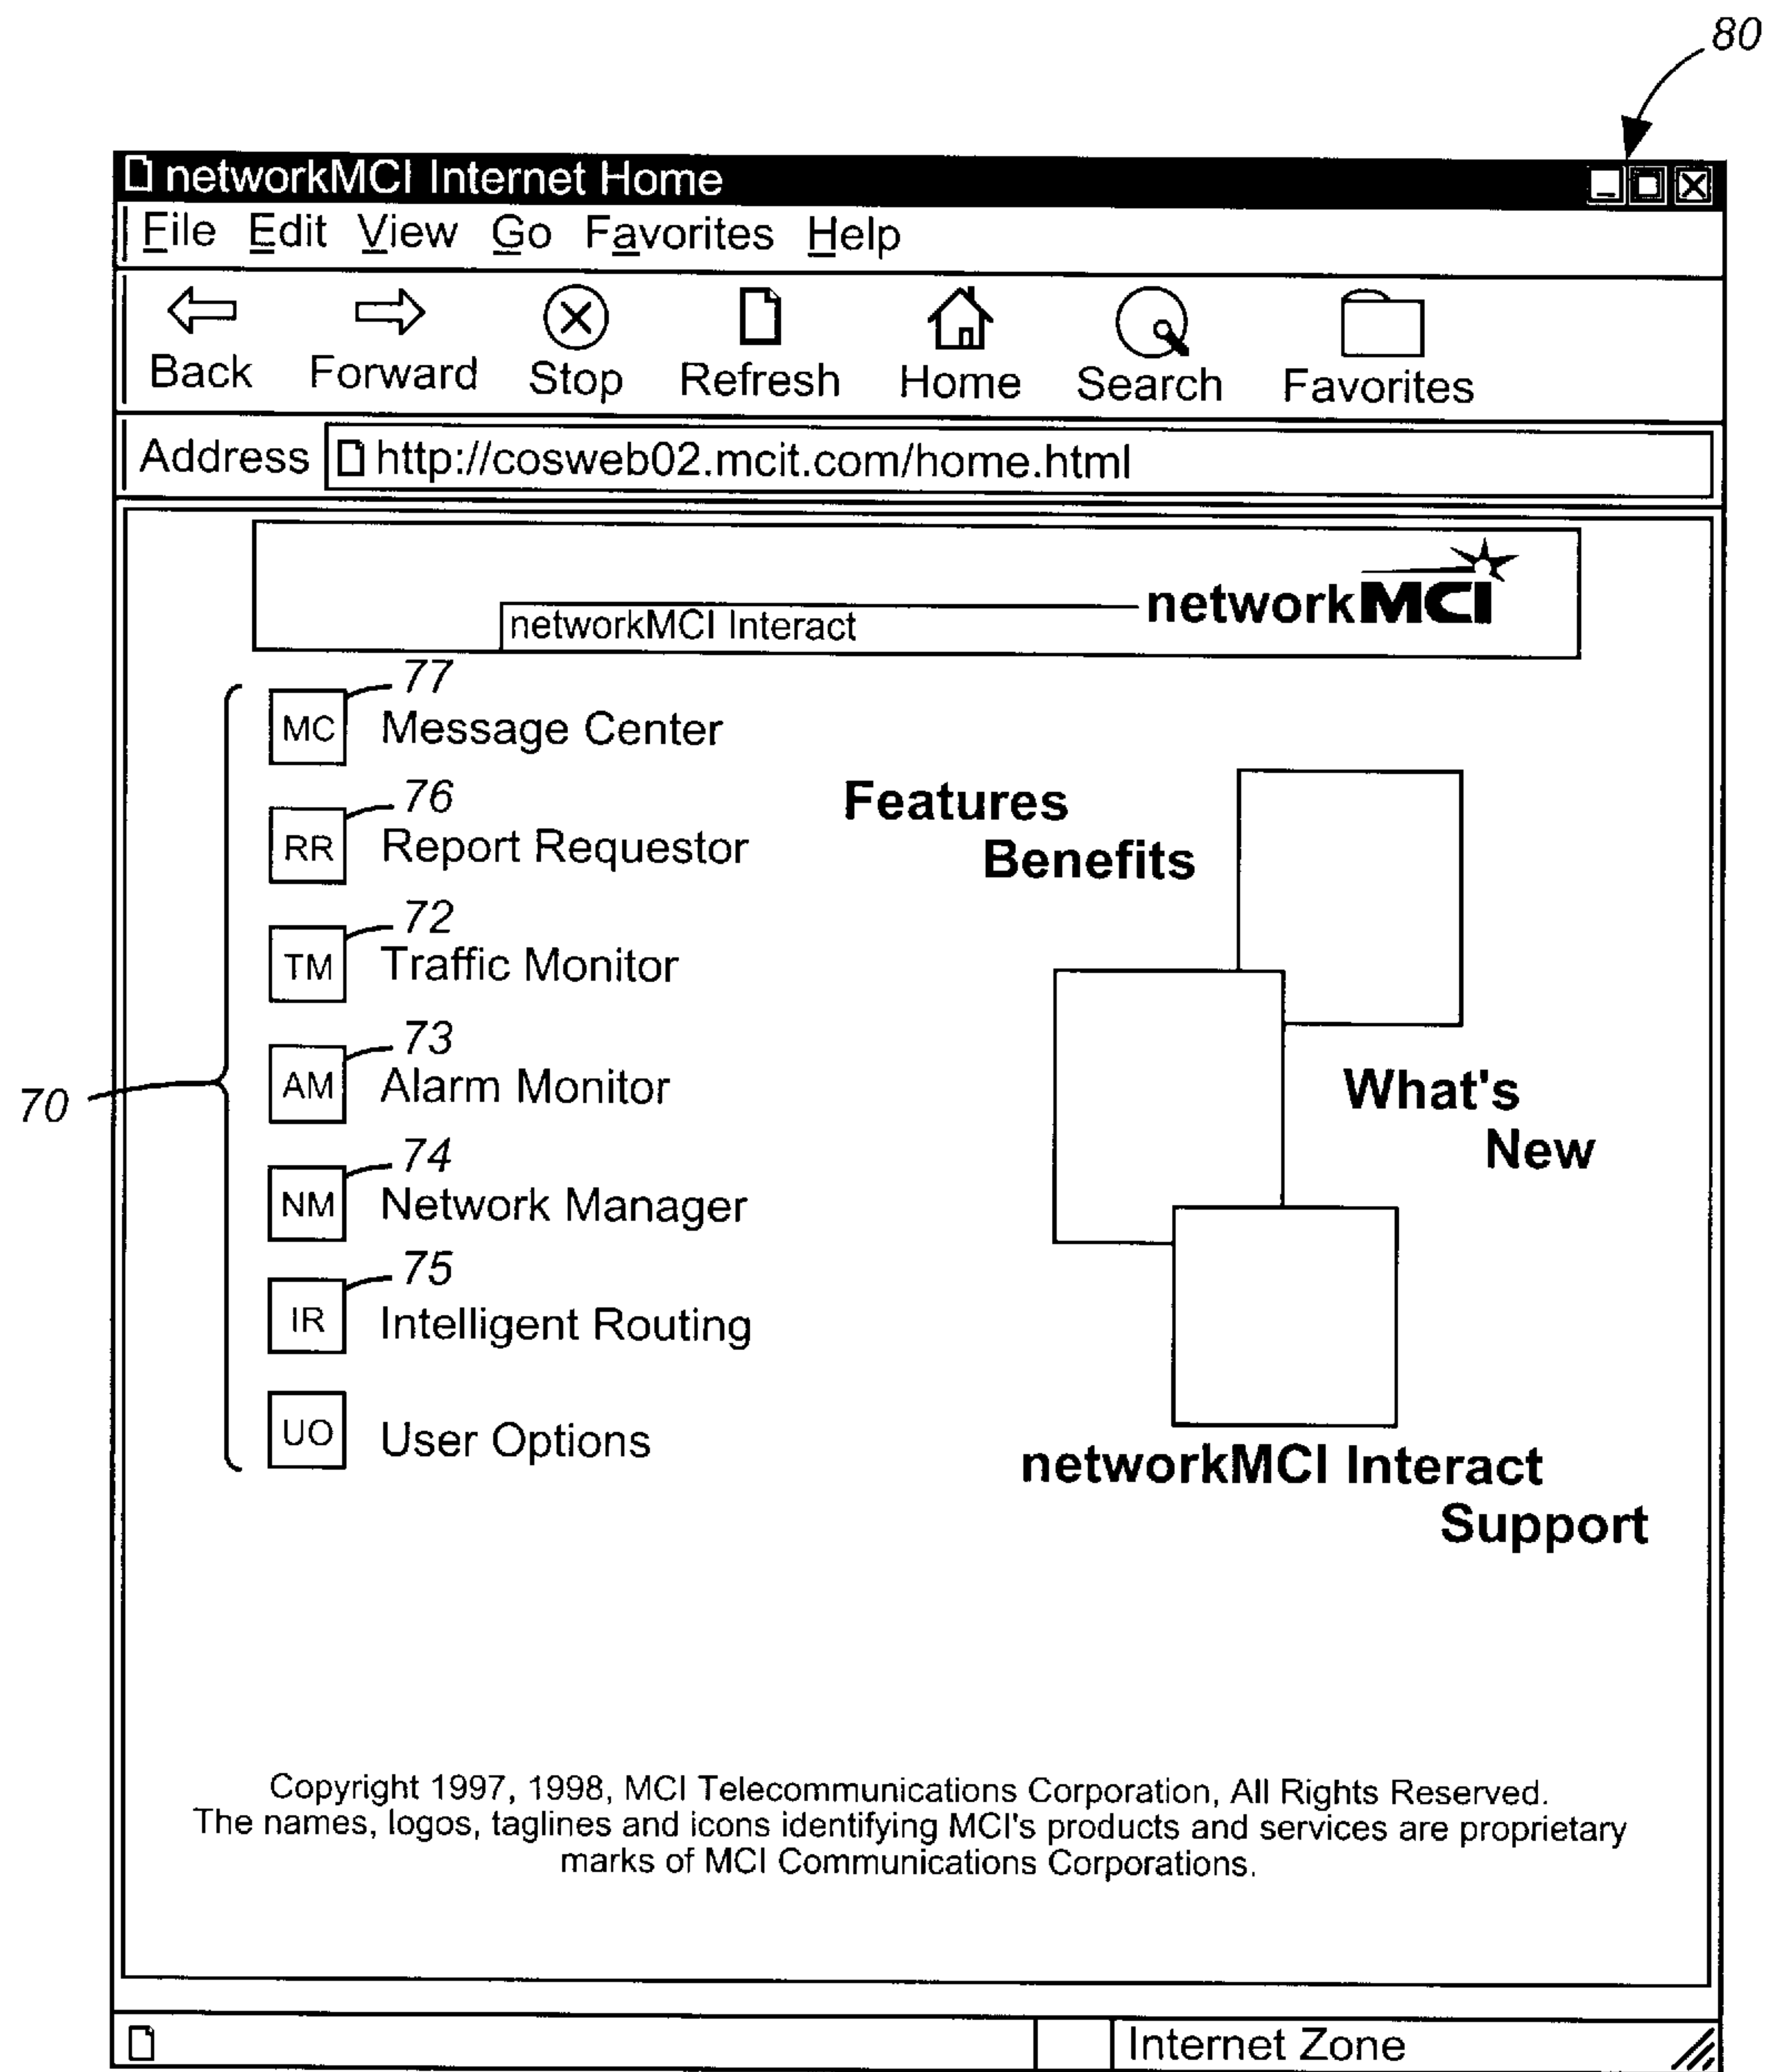 80
networkMCI Internet Home
File Edit View Go Favorites Help
Back Forward Stop Refresh Home Search Favorites
Address http://cosweb02.mcit.com/home.html
networkMCI
networkMCI Interact
77
MC Message Center
76
RR Report Requestor
Features
Benefits
72
TM Traffic Monitor
73
AM Alarm Monitor
70
What's
New
74
NM Network Manager
75
IR Intelligent Routing
UO User Options
networkMCI Interact
Support
Copyright 1997, 1998, MCI Telecommunications Corporation, All Rights Reserved.
The names, logos, taglines and icons identifying MCI's products and services are proprietary
marks of MCI Communications Corporations.
Internet Zone